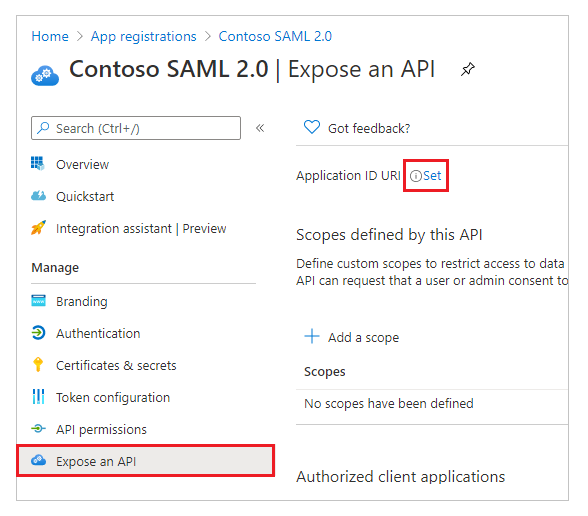 Home > App registrations > Contoso SAML 2.0
Contoso SAML 2.0 | Expose an API
Search (Ctrl+/)
«
Overview
Quickstart
Integration assistant | Preview
Manage
Branding
Authentication
Certificates & secrets
Token configuration
API permissions
Expose an API
Got feedback?
Application ID URI Set
Scopes defined by this API
Define custom scopes to restrict access to data
API can request that a user or admin consent to
Add a scope
Scopes
No scopes have been defined
Authorized client applications